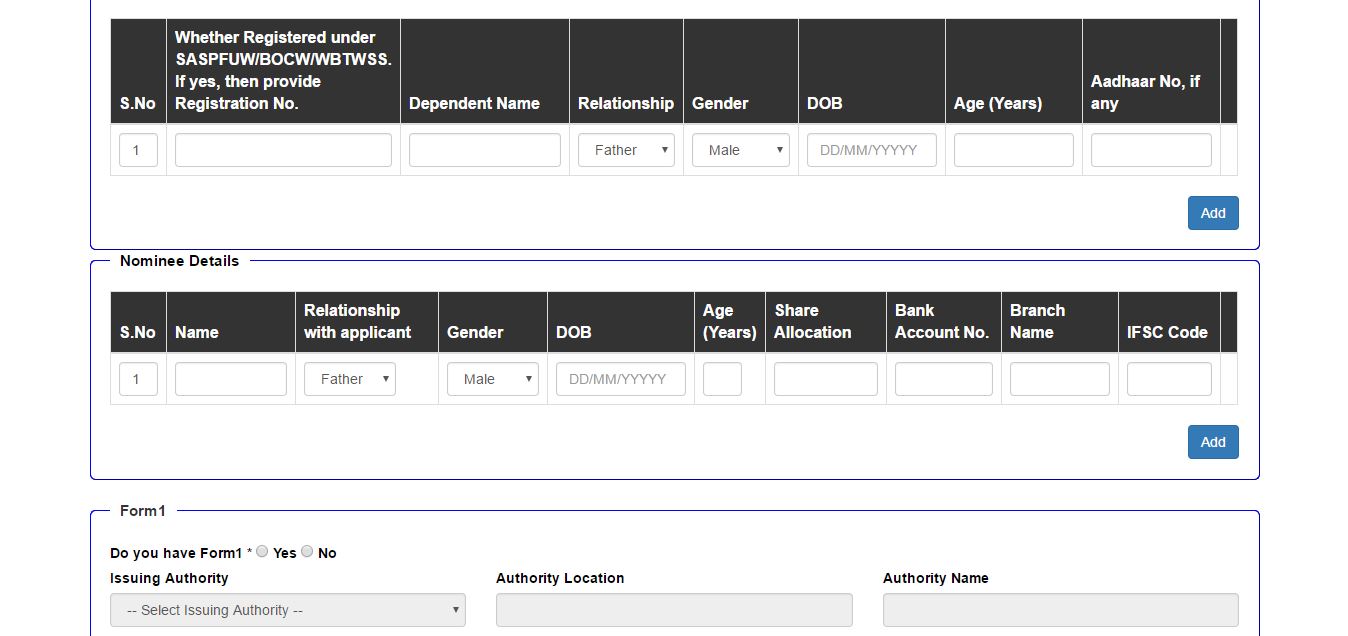 Whether Registered under
SASPFUW/BOCW/WBTWSS.
If yes, then provide
Registration No.
S.No
Dependent Name
Relationship
Gender
DOB
Age (Years)
Aadhaar No, if
any
1
Father
Male
DD/MM/YYYYY
Add
Nominee Details
S.No
Name
Relationship
with applicant
Gender
DOB
Age
(Years)
Share
Allocation
Bank
Account No.
Branch
Name
IFSC Code
1
Father
Male
DD/MM/YYYYY
Add
Form1
Do you have Form1 * Yes No
Issuing Authority
Authority Location
Authority Name
-- Select Issuing Authority --